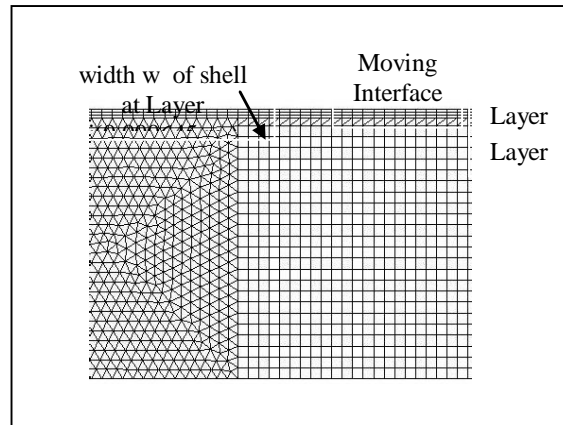 width w of shell
at Layer
Moving
Interface
Layer
Layer